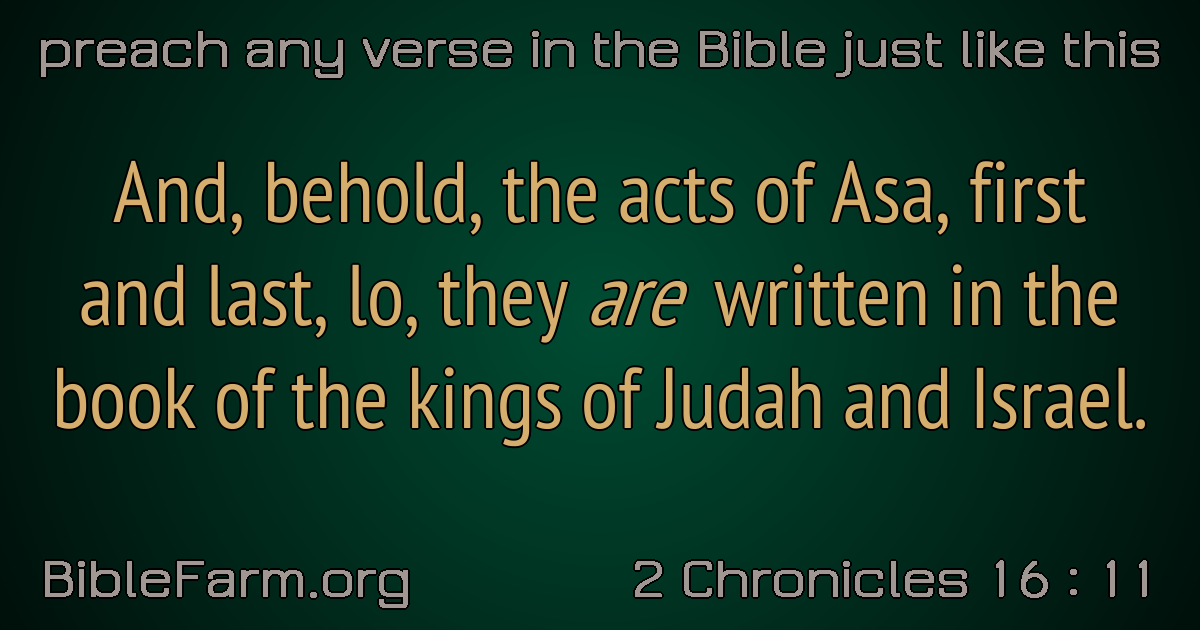 preach any verse in the Bible just like this
And, behold, the acts of Asa, first
and last, lo, they are written in the
book of the kings of Judah and Israel.
BibleFarm.org
2 Chronicles 16 : 11